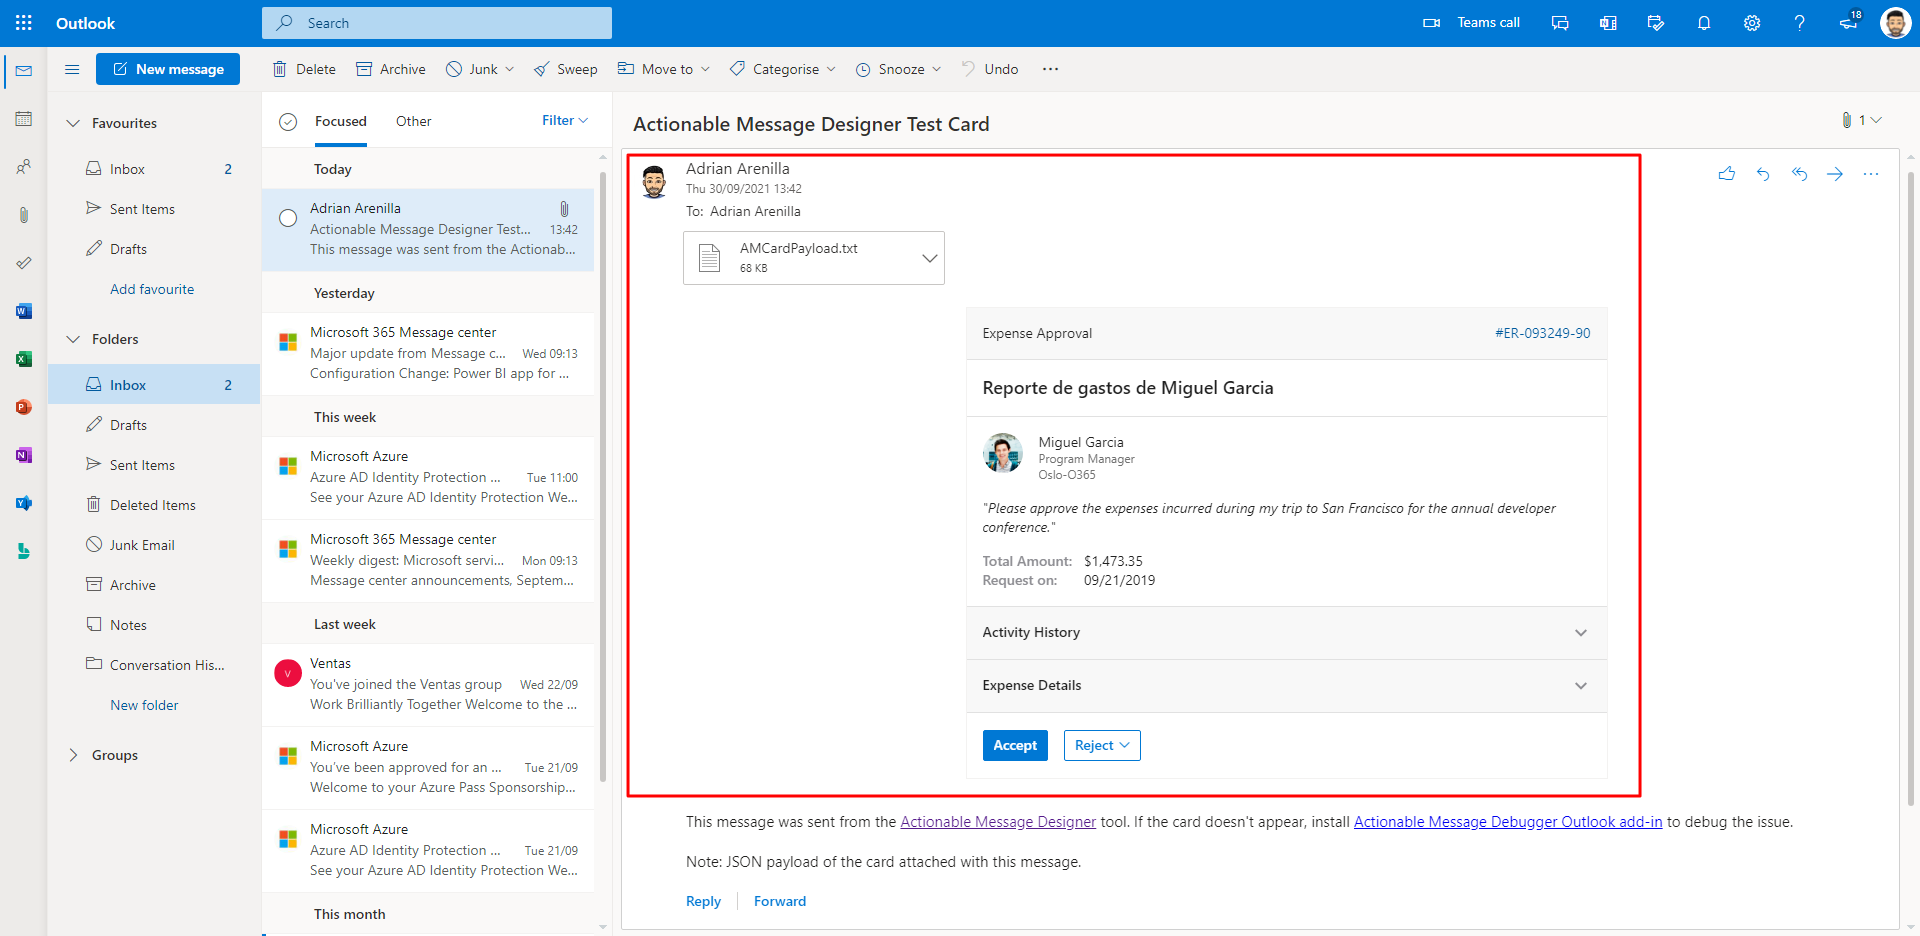 Outlook
Search
Teams call
18
New message
Delete
Archive
Junk
Sweep
Move to
Categorise
Snooze
Undo
Favourites
Inbox 2
Sent Items
Drafts
Add favourite
Folders
Inbox 2
Drafts
Sent Items
Deleted Items
Junk Email
Archive
Notes
Conversation His...
New folder
Groups
Focused
Other
Filter
Today
Adrian Arenilla
Actionable Message Designer Test... 13:42
This message was sent from the Actionab...
Yesterday
Microsoft 365 Message center
Major update from Message c... Wed 09:13
Configuration Change: Power BI app for ...
This week
Microsoft Azure
Azure AD Identity Protection ... Tue 11:00
See your Azure AD Identity Protection We...
Microsoft 365 Message center
Weekly digest: Microsoft servi... Mon 09:13
Message center announcements, Septem...
Last week
V
Ventas
You've joined the Ventas group Wed 22/09
Work Brilliantly Together Welcome to the ...
Microsoft Azure
You've been approved for an ... Tue 21/09
Welcome to your Azure Pass Sponsorship...
Microsoft Azure
Azure AD Identity Protection ... Tue 21/09
See your Azure AD Identity Protection We...
This month
Actionable Message Designer Test Card
1
Adrian Arenilla
Thu 30/09/2021 13:42
To: Adrian Arenilla
AMCardPayload.txt
68 KB
Expense Approval #ER-093249-90
Reporte de gastos de Miguel Garcia
Miguel Garcia
Program Manager
Oslo-O365
"Please approve the expenses incurred during my trip to San Francisco for the annual developer
conference."
Total Amount: $1,473.35
Request on: 09/21/2019
Activity History
Expense Details
Accept
Reject
This message was sent from the Actionable Message Designer tool. If the card doesn't appear, install Actionable Message Debugger Outlook add-in to debug the issue.
Note: JSON payload of the card attached with this message.
Reply
Forward